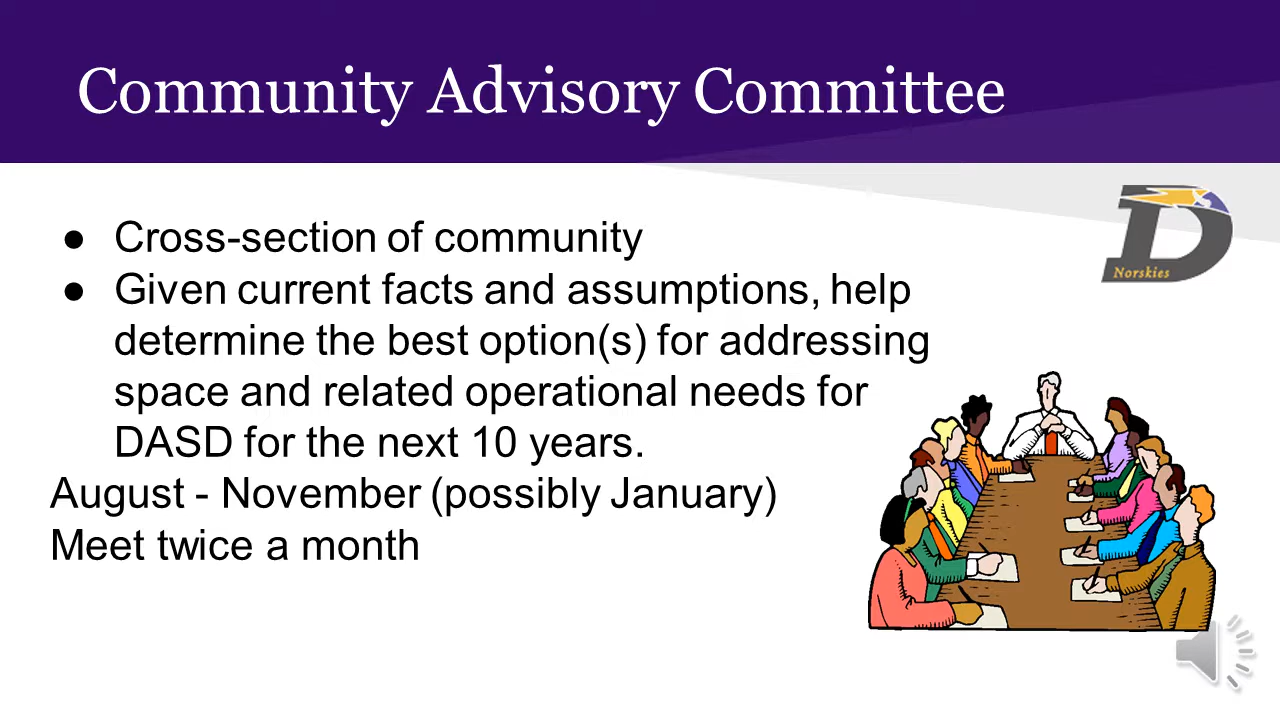 Community Advisory Committee
● Cross-section of community
● Given current facts and assumptions, help
determine the best option(s) for addressing
space and related operational needs for
DASD for the next 10 years.
August - November (possibly January)
Meet twice a month
D
Norskies